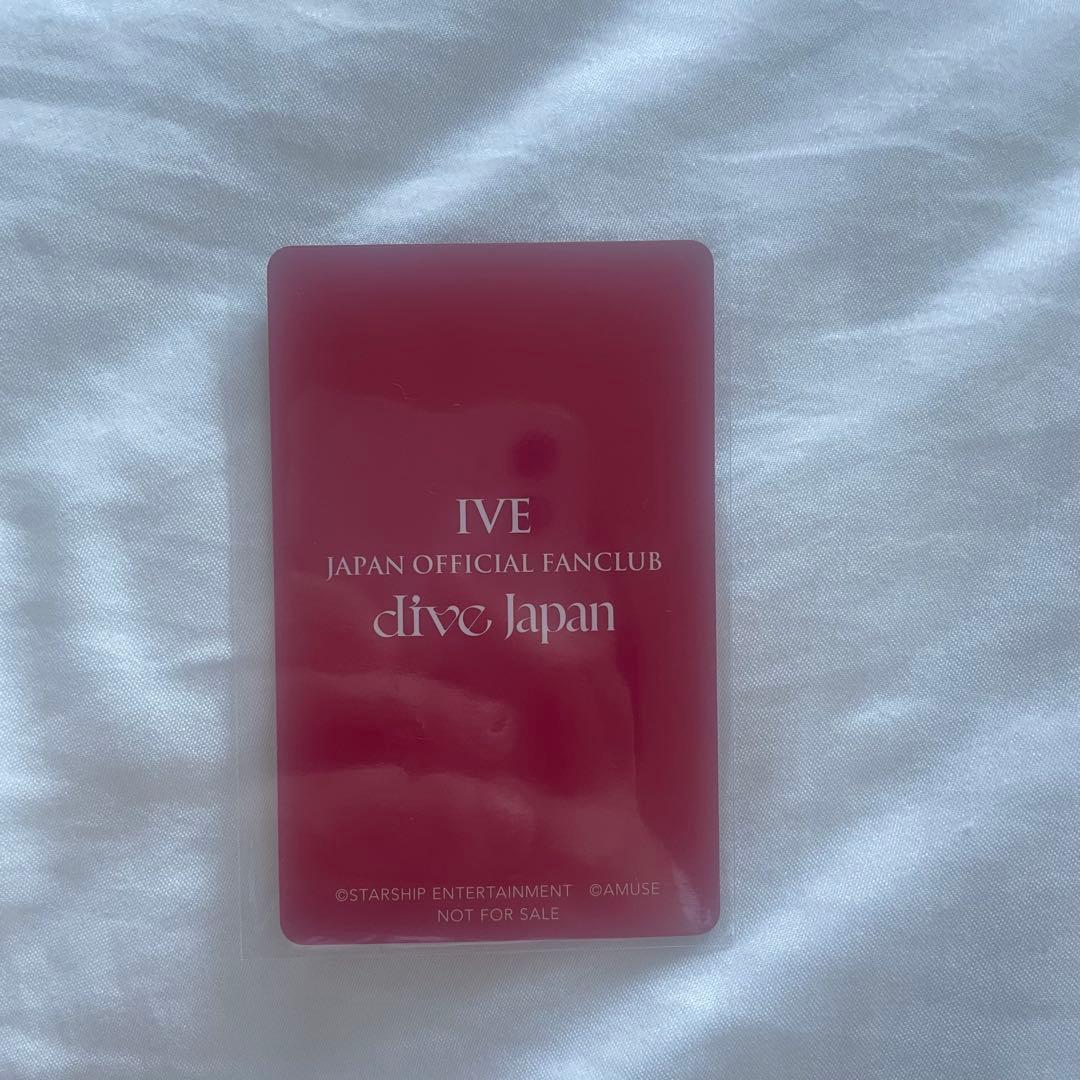 IVE
JAPAN OFFICIAL FANCLUB
dive Japan
©STARSHIP ENTERTAINMENT ©AMUSE
NOT FOR SALE